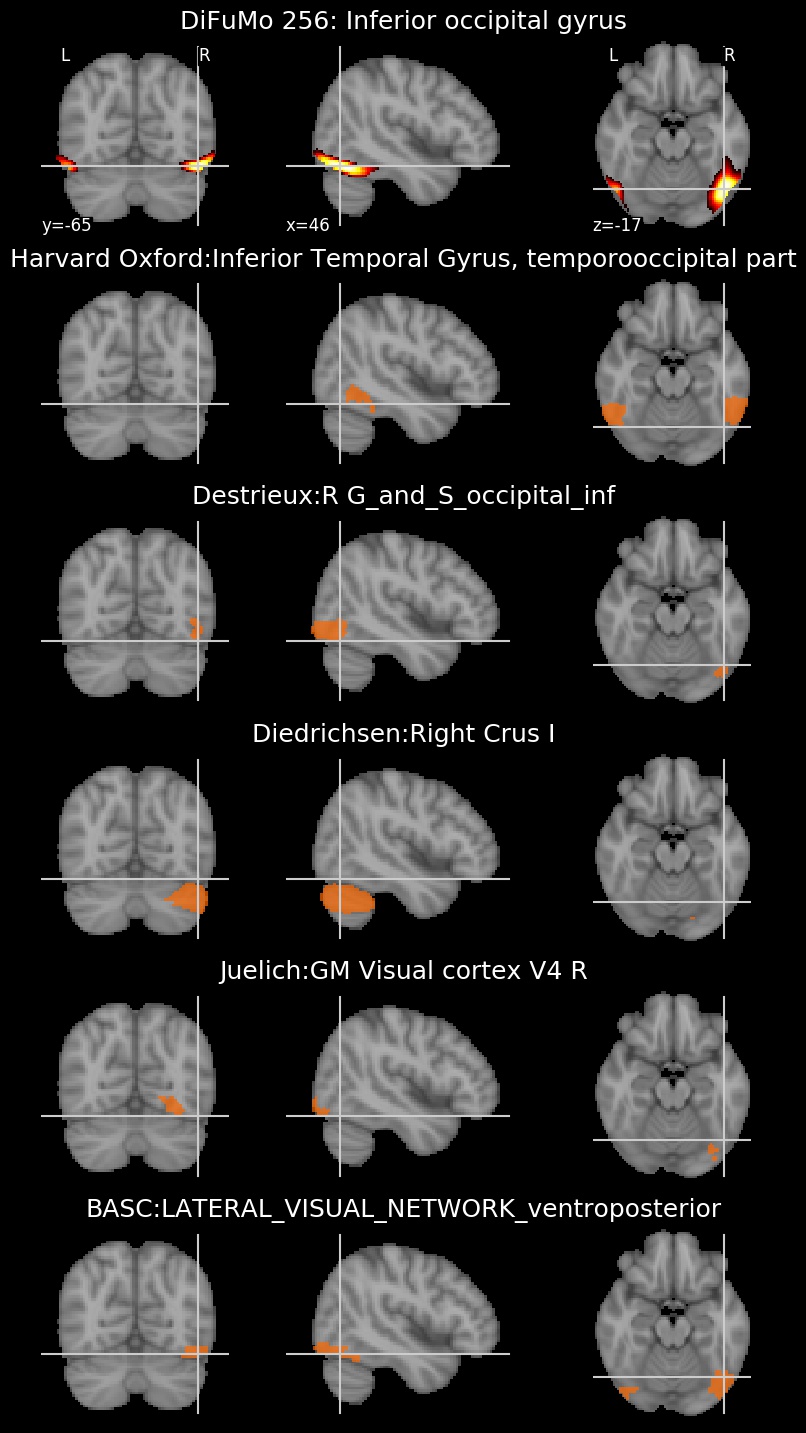 DiFuMo 256: Inferior occipital gyrus
L R L R
y=-65 x=46 z=-17
Harvard Oxford:Inferior Temporal Gyrus, temporooccipital part
Destrieux:R G_and_S_occipital_inf
Diedrichsen:Right Crus I
Juelich:GM Visual cortex V4 R
BASC:LATERAL_VISUAL_NETWORK_ventroposterior